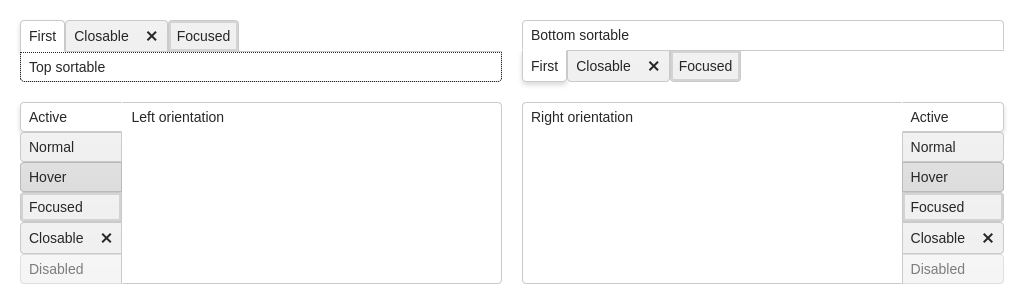 First Closable ✕ Focused
Top sortable
Bottom sortable
First Closable ✕ Focused
Active
Normal
Hover
Focused
Closable ✕
Disabled
Left orientation
Right orientation
Active
Normal
Hover
Focused
Closable ✕
Disabled